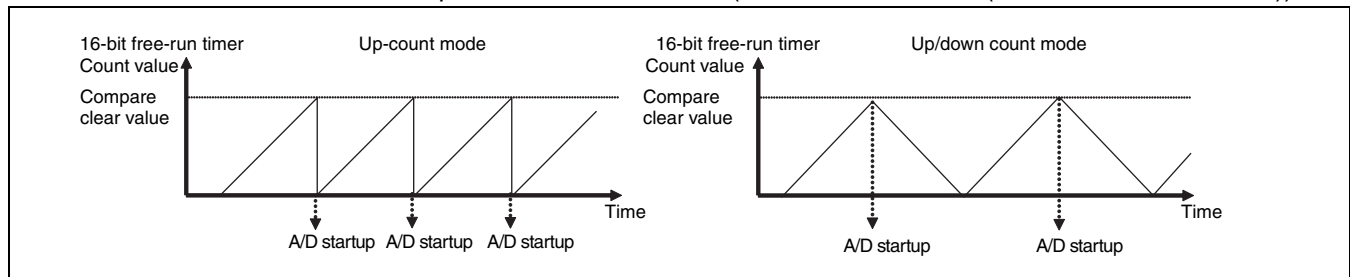 16-bit free-run timer
Count value
Up-count mode
Compare
clear value
Time
A/D startup A/D startup A/D startup
16-bit free-run timer
Count value
Up/down count mode
Compare
clear value
Time
A/D startup
A/D startup